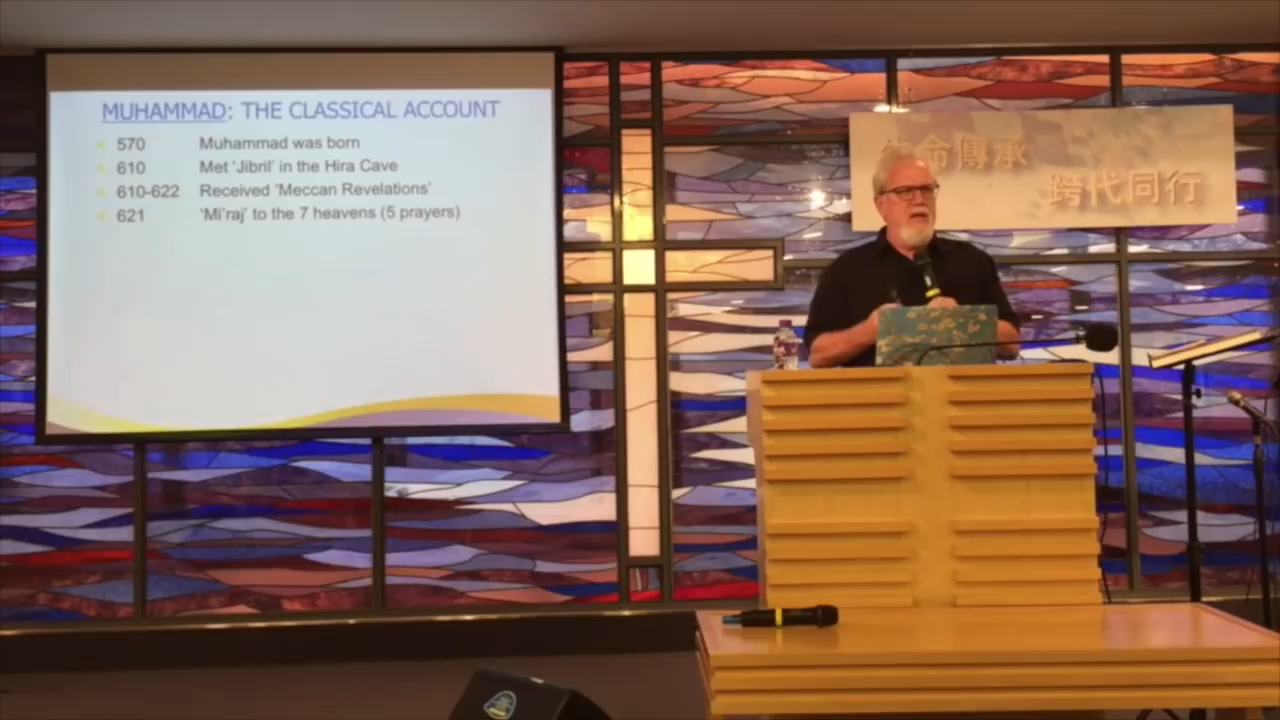 MUHAMMAD: THE CLASSICAL ACCOUNT
570 Muhammad was born
610 Met ‘Jibril’ in the Hira Cave
610-622 Received ‘Meccan Revelations’
621 ‘Mi’raj’ to the 7 heavens (5 prayers)
生命傳承
跨代同行